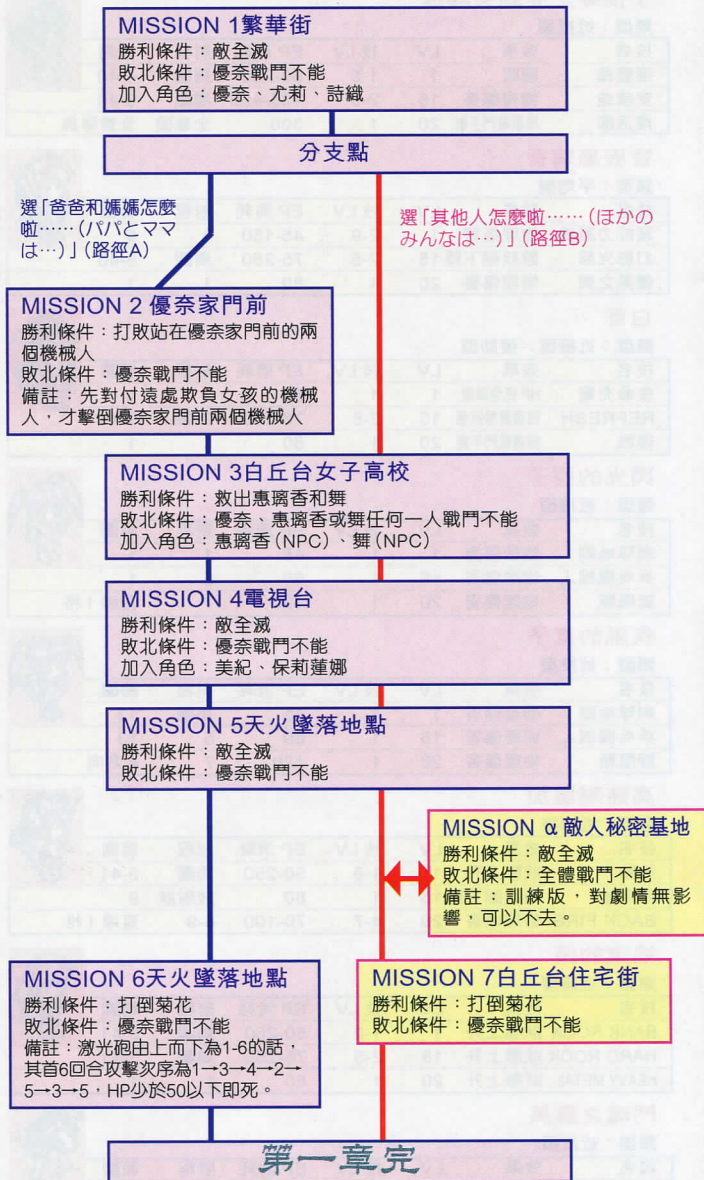 MISSION 1繁華街
勝利條件：敵全滅
敗北條件：優奈戰鬥不能
加入角色：優奈、尤莉、詩織
分支點
選「爸爸和媽媽怎麼
啦……（パパとママ
は…）」（路徑A）
選「其他人怎麼啦……（ほかの
みんなは…）」（路徑B）
MISSION 2 優奈家門前
勝利條件：打敗站在優奈家門前的兩
個機械人
敗北條件：優奈戰鬥不能
備註：先對付遠處欺負女孩的機械
人，才擊倒優奈家門前兩個機械人
MISSION 3白丘台女子高校
勝利條件：救出惠璃香和舞
敗北條件：優奈、惠璃香或舞任何一人戰鬥不能
加入角色：惠璃香(NPC)、舞(NPC)
MISSION 4電視台
勝利條件：敵全滅
敗北條件：優奈戰鬥不能
加入角色：美紀、保莉蓮娜
MISSION 5天火墜落地點
勝利條件：敵全滅
敗北條件：優奈戰鬥不能
MISSION α 敵人秘密基地
勝利條件：敵全滅
敗北條件：全體戰鬥不能
備註：訓練版，對劇情無影
響，可以不去。
MISSION 6天火墜落地點
勝利條件：打倒菊花
敗北條件：優奈戰鬥不能
備註：激光砲由上而下為1-6的話，
其首6回合攻擊次序為1→3→4→2→
5→3→5，HP少於50以下即死。
MISSION 7白丘台住宅街
勝利條件：打倒菊花
敗北條件：優奈戰鬥不能
第一章完